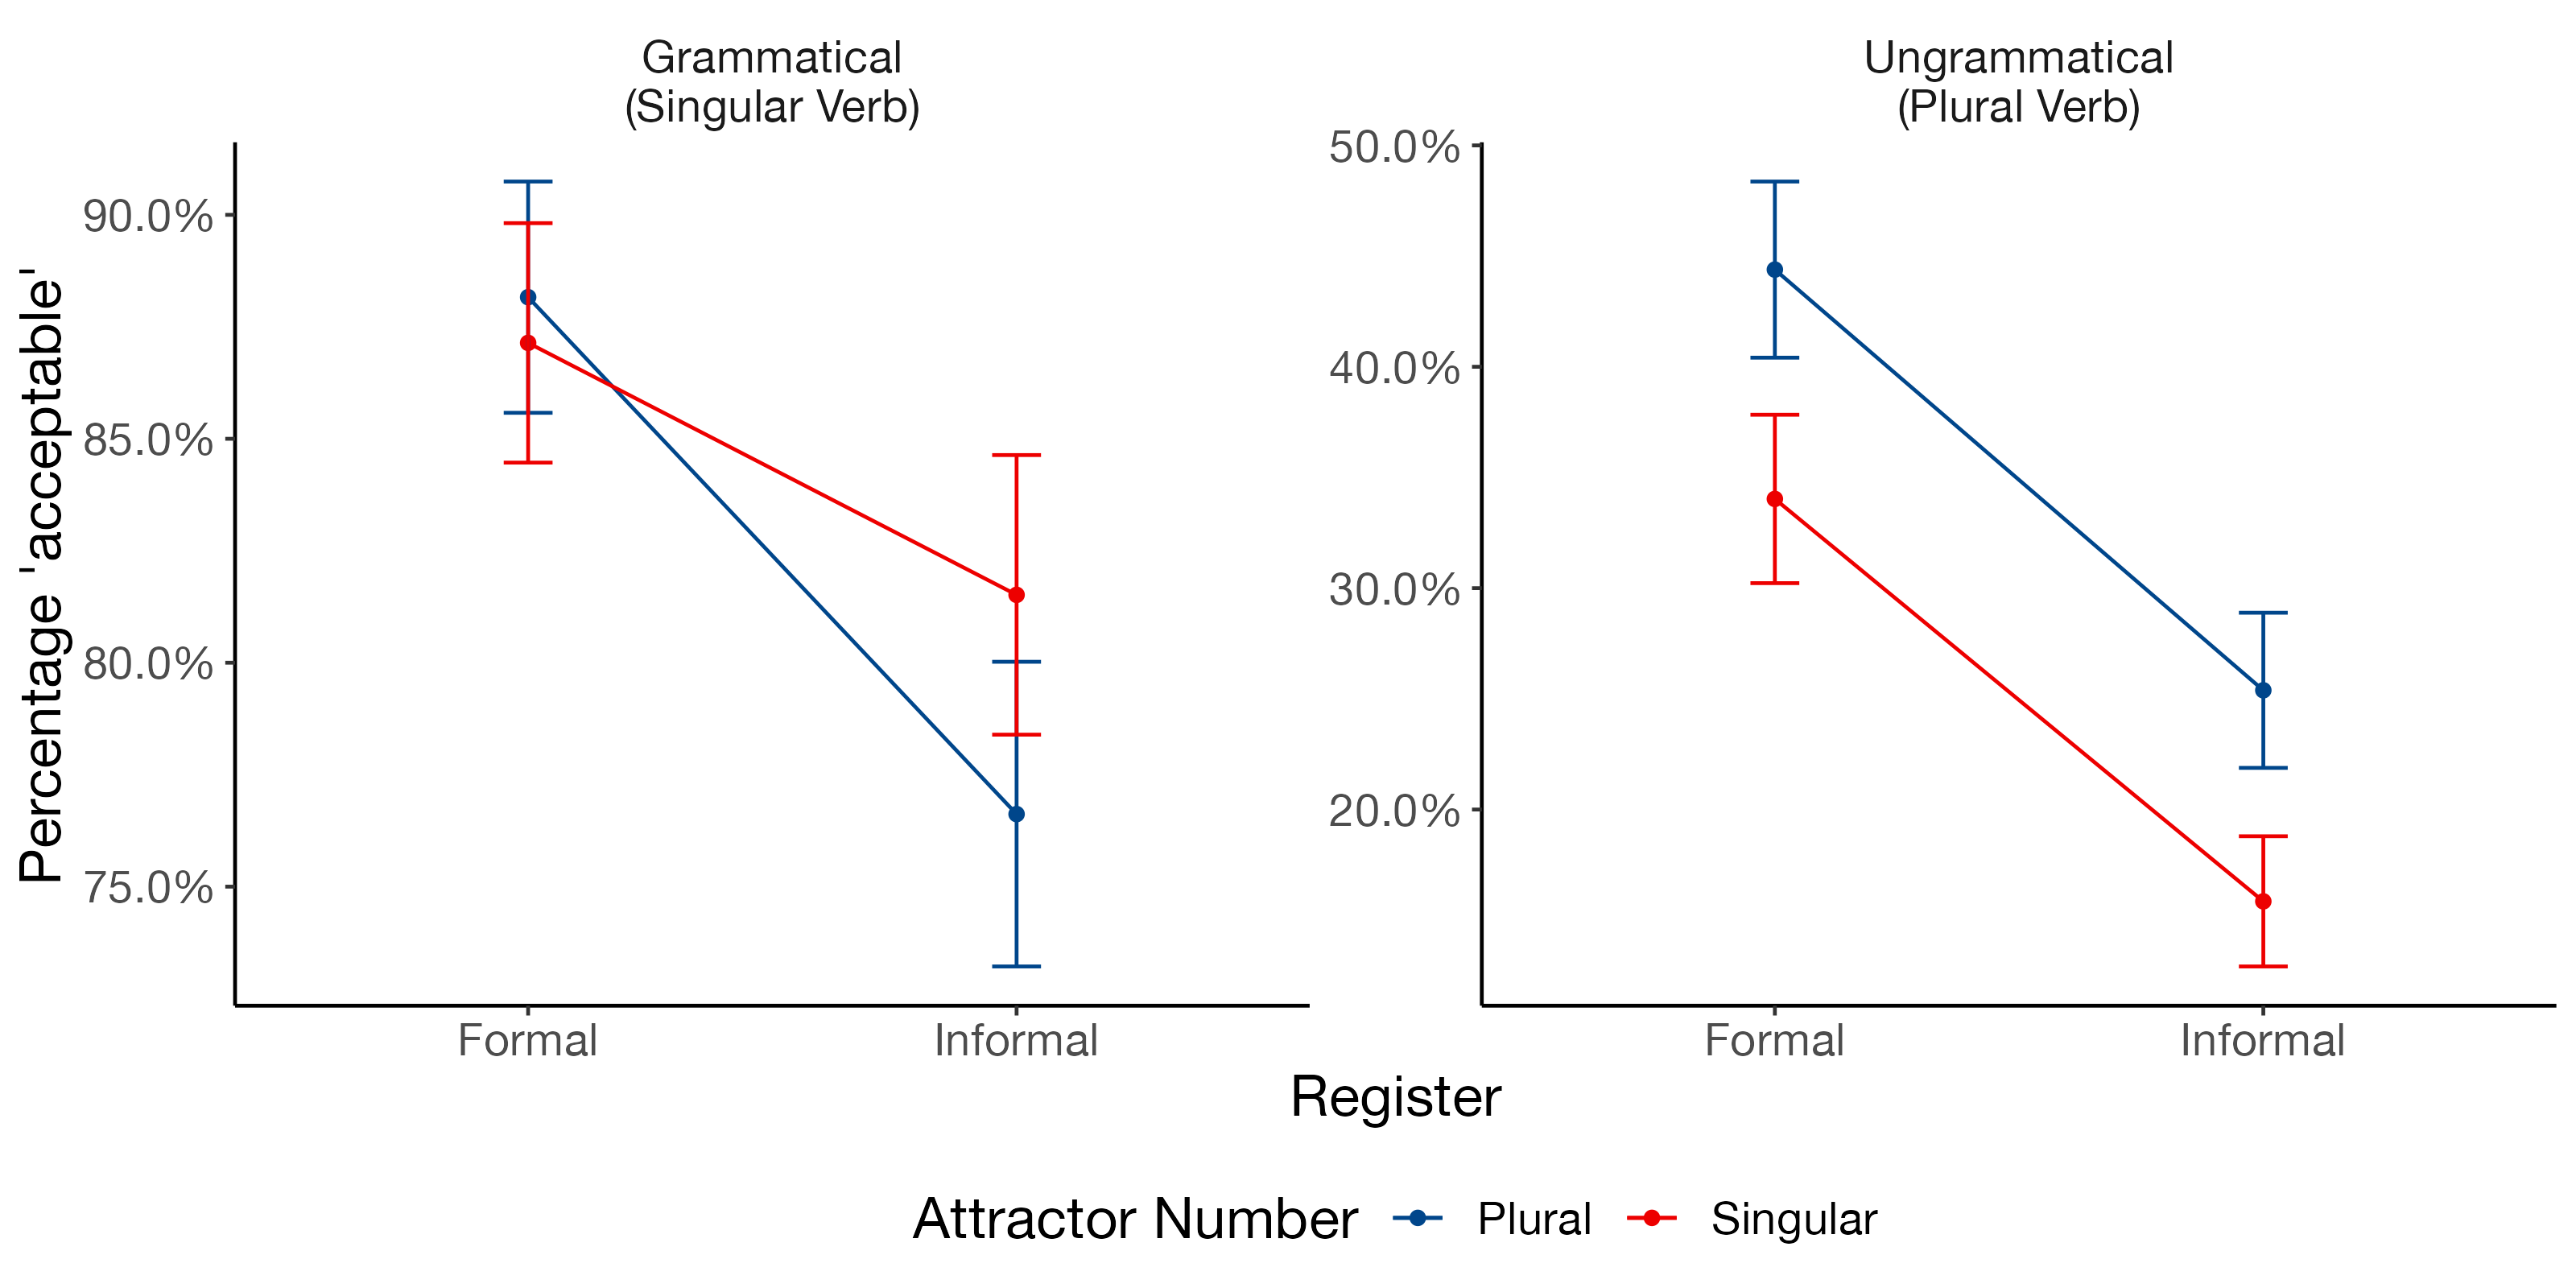 Grammatical
(Singular Verb)
Ungrammatical
(Plural Verb)
Percentage 'acceptable'
90.0%
85.0%
80.0%
75.0%
50.0%
40.0%
30.0%
20.0%
Formal
Informal
Formal
Informal
Register
Attractor Number Plural Singular